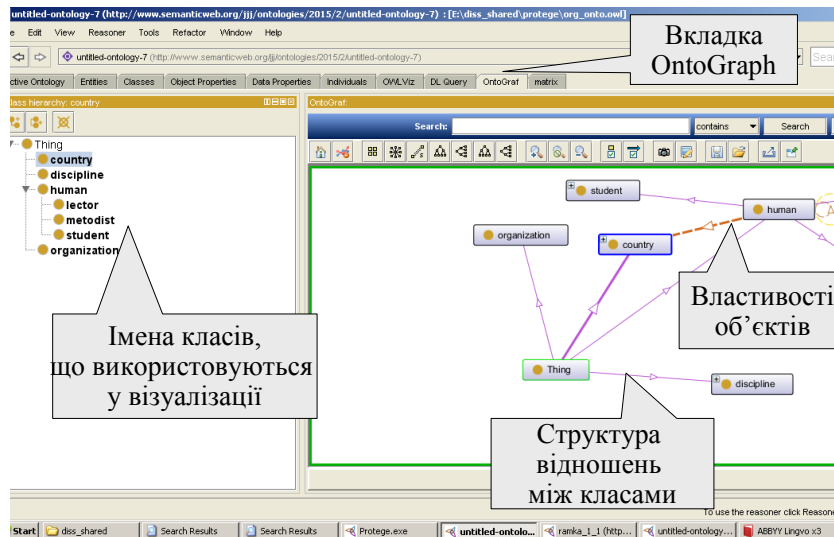 untitled-ontology-7 (http://www.semanticweb.org/jjj/ontologies/2015/2/untitled-ontology-7) : [E:\diss_shared\protege\org_onto.owl]
Edit View Reasoner Tools Refactor Window Help
untitled-ontology-7 (http://www.semanticweb.org/jjj/ontologies/2015/2/untitled-ontology-7)
Вкладка
OntoGraph
Entities Classes Object Properties Data Properties Individuals OWLViz DL Query OntoGraf matrix
country
OntoGraf:
Search: contains Search
Thing
country
discipline
human
lector
metodist
student
organization
student
human
organization
country
Властивості
об’єктів
Імена класів,
що використовуються
у візуалізації
Thing
discipline
Структура
відношень
між класами
To use the reasoner click Reasone
Start diss_shared Search Results Search Results Protege.exe untitled-ontolo... ramka_1_1 (http... untitled-ontology... ABBYY Lingvo x3